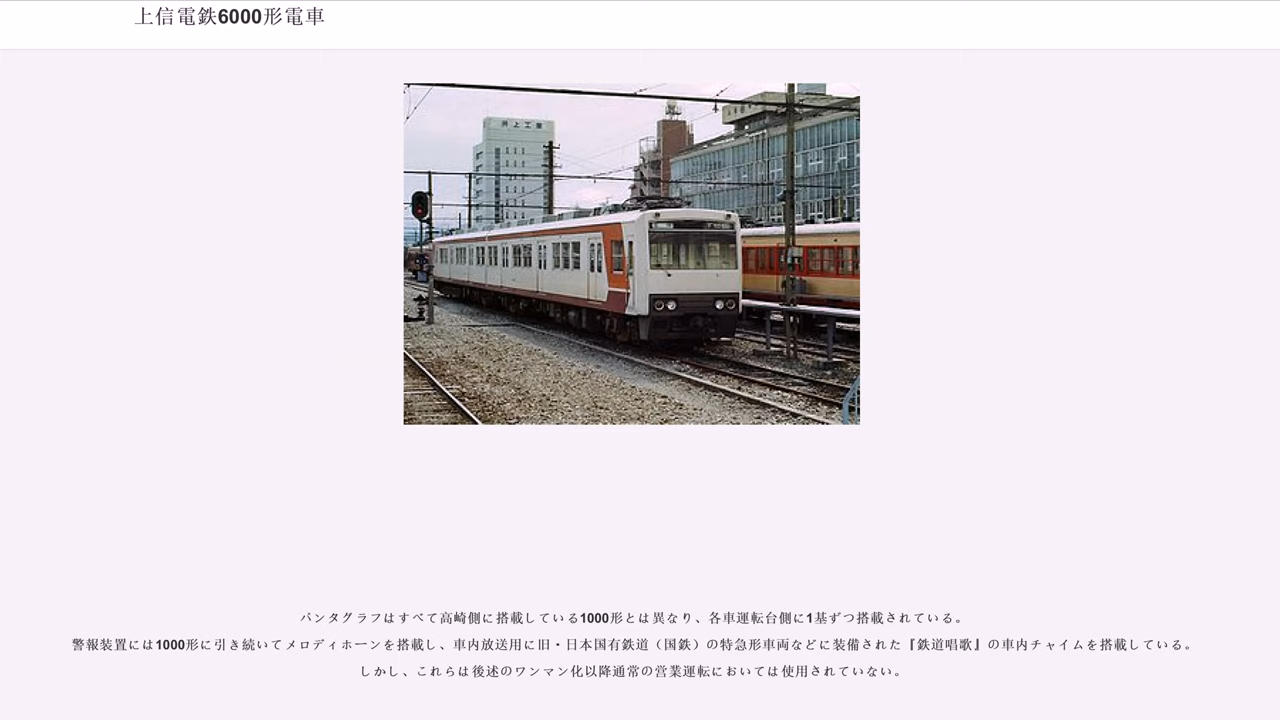 上信電鉄6000形電車
井上工業
パンタグラフはすべて高崎側に搭載している1000形とは異なり、各車運転台側に1基ずつ搭載されている。
警報装置には1000形に引き続いてメロディホーンを搭載し、車内放送用に旧・日本国有鉄道（国鉄）の特急形車両などに装備された『鉄道唱歌』の車内チャイムを搭載している。
しかし、これらは後述のワンマン化以降通常の営業運転においては使用されていない。